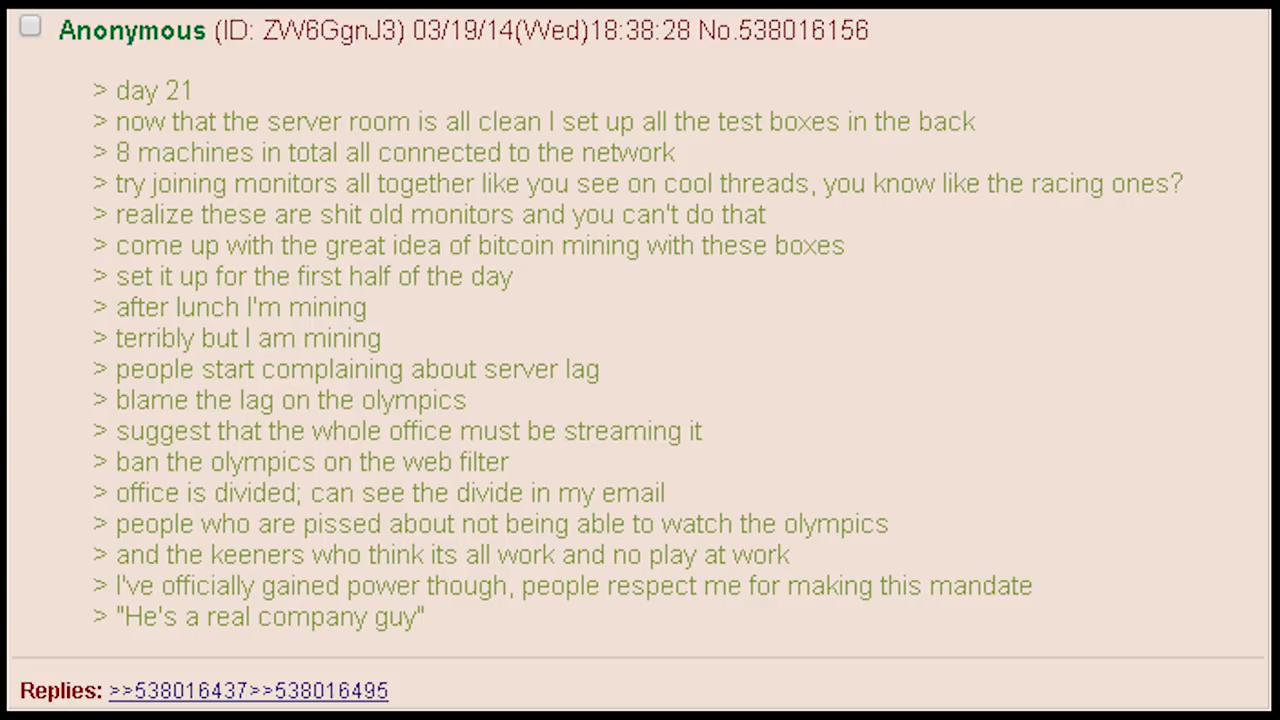 Anonymous (ID: ZW6GgnJ3) 03/19/14(Wed)18:38:28 No.538016156
> day 21
> now that the server room is all clean I set up all the test boxes in the back
> 8 machines in total all connected to the network
> try joining monitors all together like you see on cool threads, you know like the racing ones?
> realize these are shit old monitors and you can't do that
> come up with the great idea of bitcoin mining with these boxes
> set it up for the first half of the day
> after lunch I'm mining
> terribly but I am mining
> people start complaining about server lag
> blame the lag on the olympics
> suggest that the whole office must be streaming it
> ban the olympics on the web filter
> office is divided; can see the divide in my email
> people who are pissed about not being able to watch the olympics
> and the keeners who think its all work and no play at work
> I've officially gained power though, people respect me for making this mandate
> "He's a real company guy"
Replies: >>538016437>>538016495